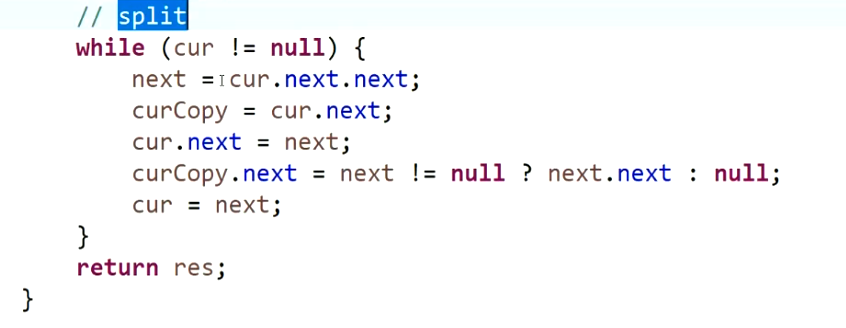 // split
while (cur != null) {
next = cur.next.next;
curCopy = cur.next;
cur.next = next;
curCopy.next = next != null ? next.next : null;
cur = next;
}
return res;
}